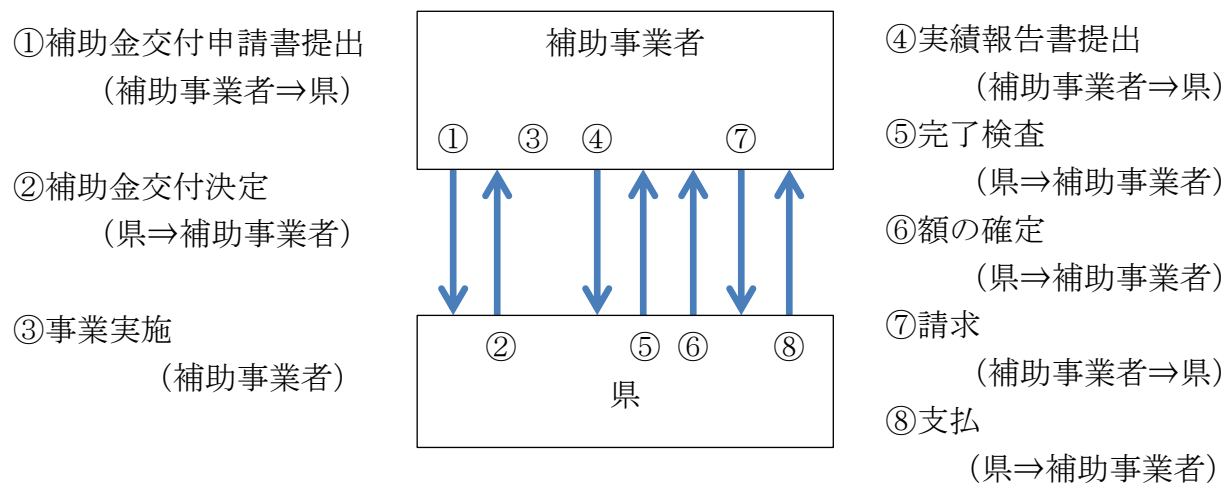 ①補助金交付申請書提出
(補助事業者⇒県)
②補助金交付決定
(県⇒補助事業者)
③事業実施
(補助事業者)
補助事業者
① ③ ④ ⑦
② ⑤ ⑥ ⑧
県
④実績報告書提出
(補助事業者⇒県)
⑤完了検査
(県⇒補助事業者)
⑥額の確定
(県⇒補助事業者)
⑦請求
(補助事業者⇒県)
⑧支払
(県⇒補助事業者)